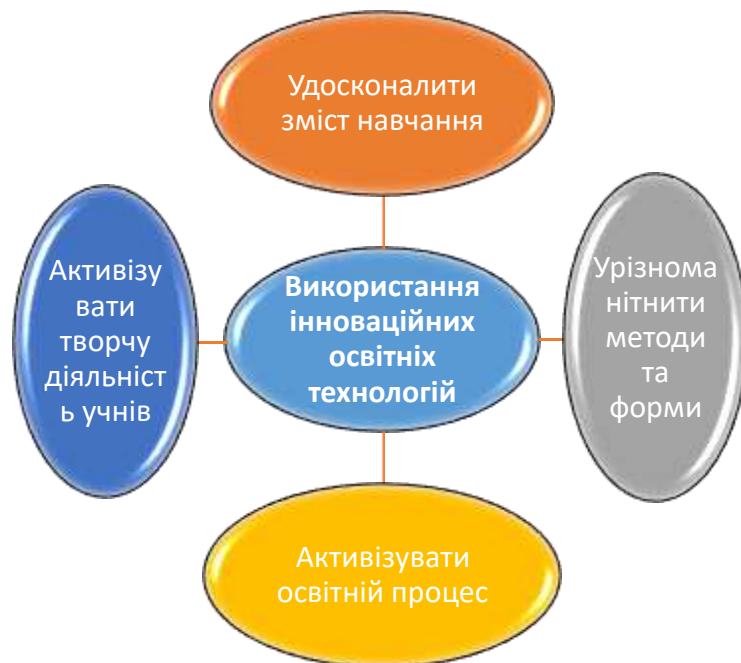 Удосконалити
зміст навчання
Активізу
вати
творчу
діяльніст
ь учнів
Використання
інноваційних
освітніх
технологій
Урізнома
нітнити
методи
та
форми
Активізувати
освітній процес